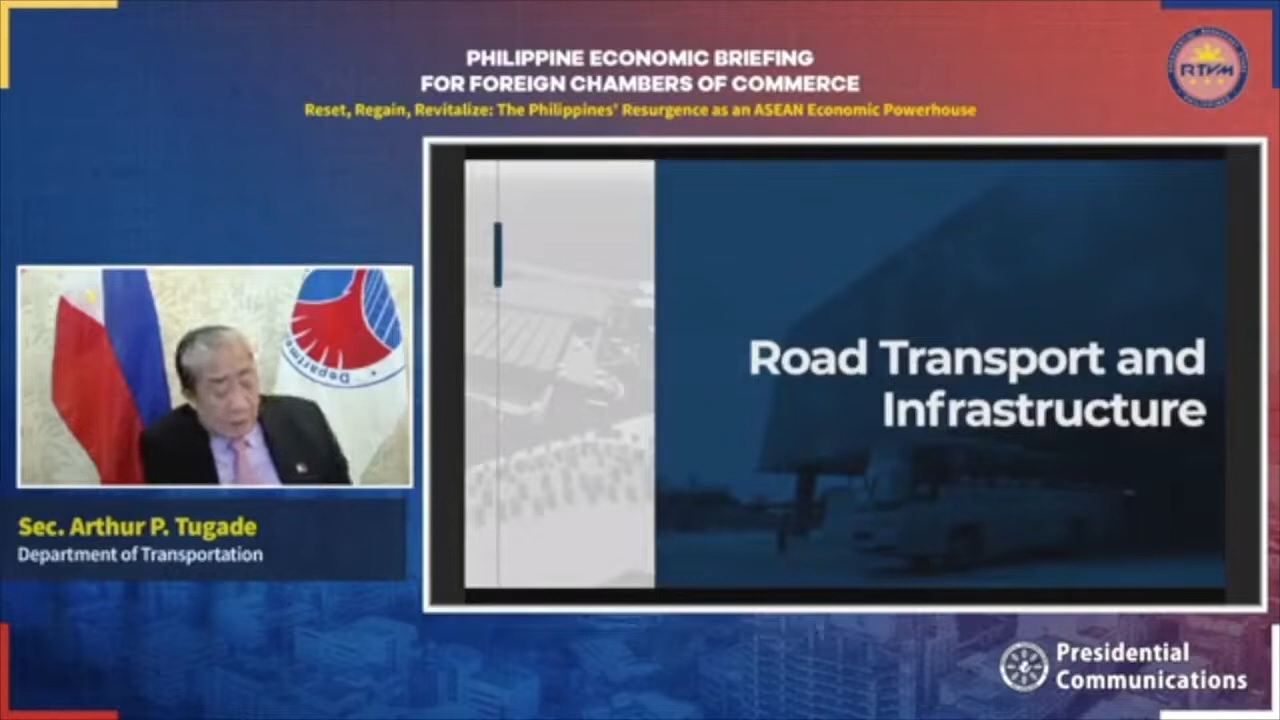 PHILIPPINE ECONOMIC BRIEFING
FOR FOREIGN CHAMBERS OF COMMERCE
Reset, Regain, Revitalize: The Philippines' Resurgence as an ASEAN Economic Powerhouse
RTVM
Road Transport and
Infrastructure
Sec. Arthur P. Tugade
Department of Transportation
Presidential
Communications